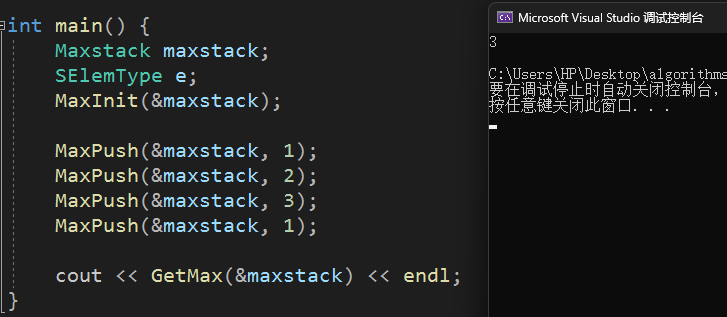 int main() {
Maxstack maxstack;
SElemType e;
MaxInit(&maxstack);
MaxPush(&maxstack, 1);
MaxPush(&maxstack, 2);
MaxPush(&maxstack, 3);
MaxPush(&maxstack, 1);
cout << GetMax(&maxstack) << endl;
}
Microsoft Visual Studio 调试控制台
3
C:\Users\HP\Desktop\algorithms
要在调试停止时自动关闭控制台，
按任意键关闭此窗口. . .